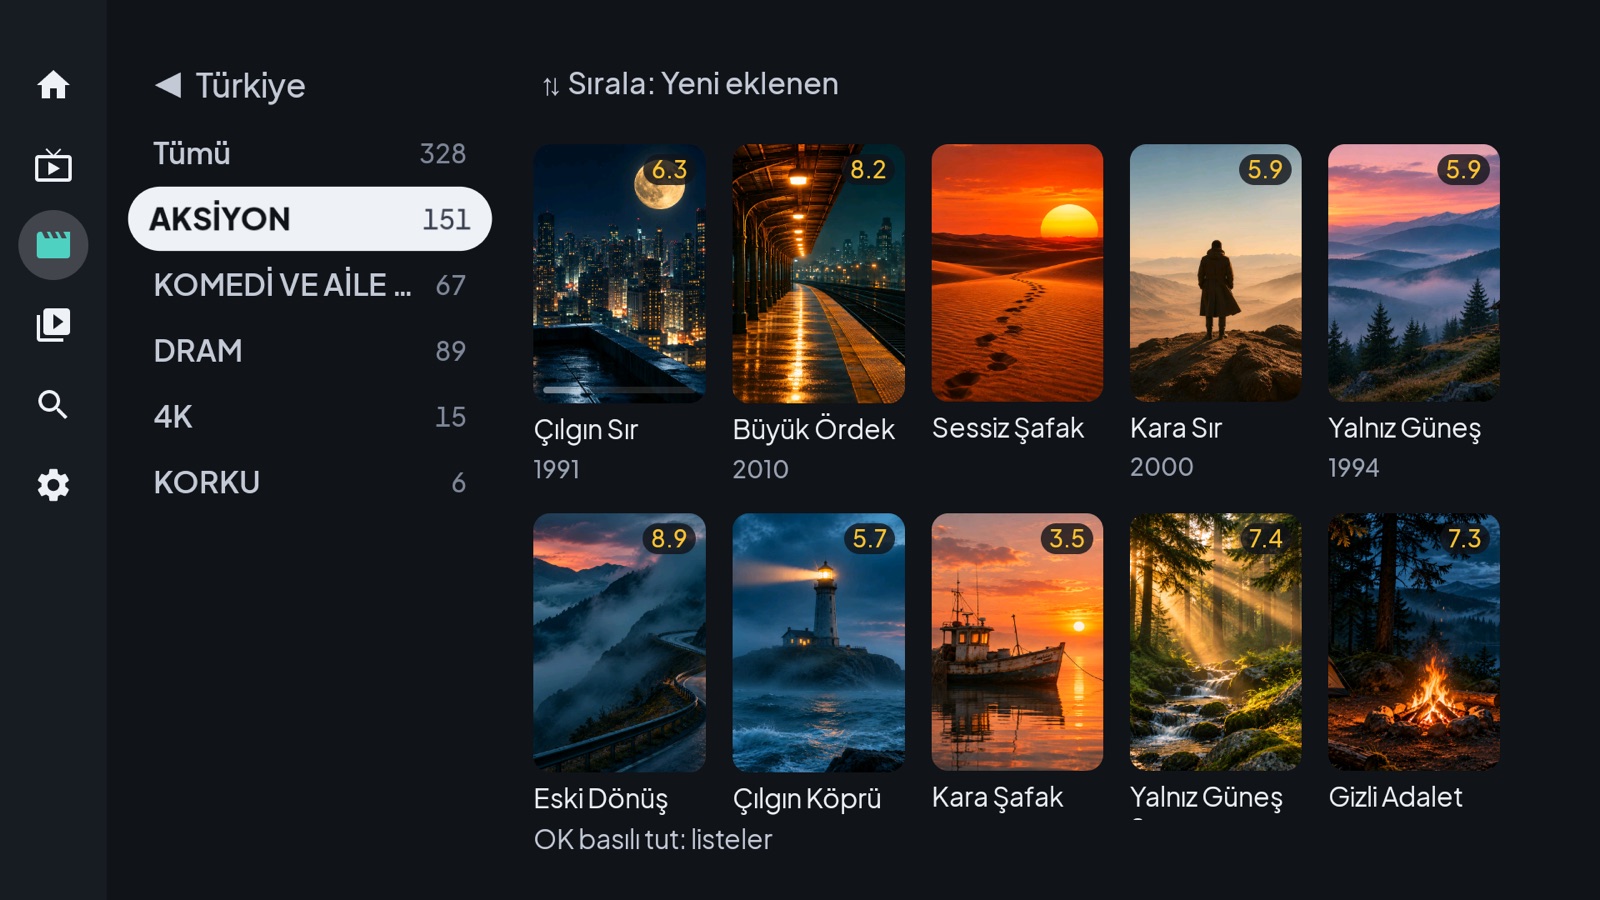 Türkiye
Tümü 328
AKSİYON 151
KOMEDİ VE AİLE ... 67
DRAM 89
4K 15
KORKU 6
Sırala: Yeni eklenen
6.3
8.2
5.9
5.9
Çılgın Sır
Büyük Ördek
Sessiz Şafak
Kara Sır
Yalnız Güneş
1991
2010
2000
1994
8.9
5.7
3.5
7.4
7.3
Eski Dönüş
Çılgın Köprü
Kara Şafak
Yalnız Güneş
Gizli Adalet
OK basılı tut: listeler